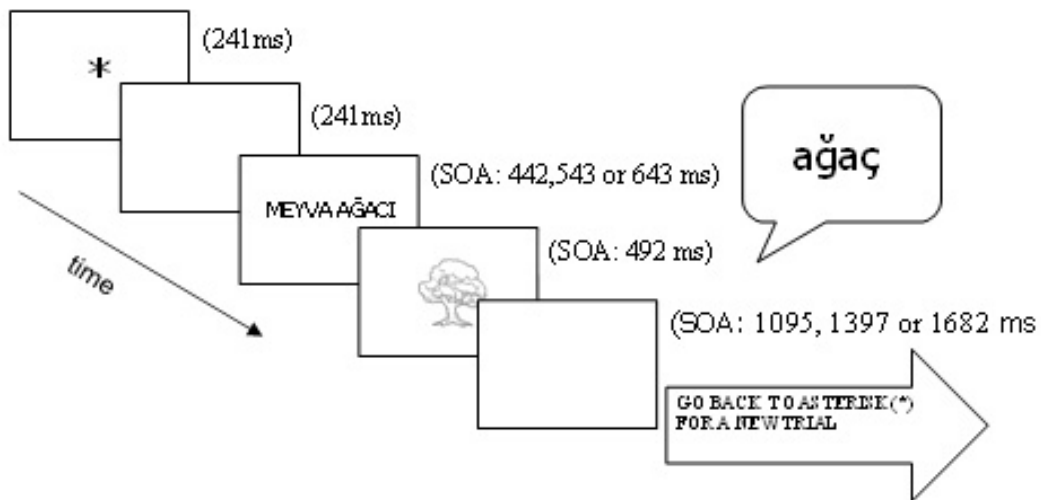 *
(241ms)
(241ms)
MEYVA AĞACI
(SOA: 442,543 or 643 ms)
ağaç
(SOA: 492 ms)
time
(SOA: 1095, 1397 or 1682 ms
GO BACK TO ASTERISK (*)
FOR A NEW TRIAL